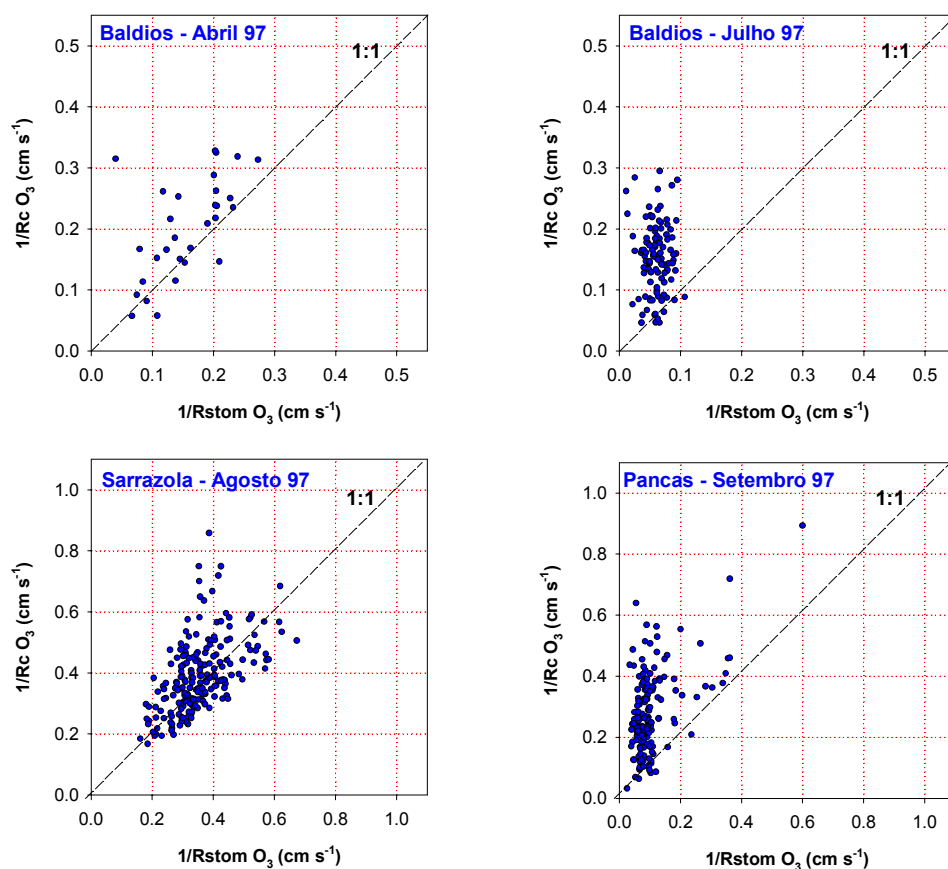 Baldios - Abril 97
1:1
0.5
0.4
0.3
0.2
0.1
0.0
1/Rc O₃ (cm s⁻¹)
0.0 0.1 0.2 0.3 0.4 0.5
1/Rstom O₃ (cm s⁻¹)
Baldios - Julho 97
1:1
0.5
0.4
0.3
0.2
0.1
0.0
1/Rc O₃ (cm s⁻¹)
0.0 0.1 0.2 0.3 0.4 0.5
1/Rstom O₃ (cm s⁻¹)
Sarrazola - Agosto 97
1:1
1.0
0.8
0.6
0.4
0.2
0.0
1/Rc O₃ (cm s⁻¹)
0.0 0.2 0.4 0.6 0.8 1.0
1/Rstom O₃ (cm s⁻¹)
Pancas - Setembro 97
1:1
1.0
0.8
0.6
0.4
0.2
0.0
1/Rc O₃ (cm s⁻¹)
0.0 0.2 0.4 0.6 0.8 1.0
1/Rstom O₃ (cm s⁻¹)